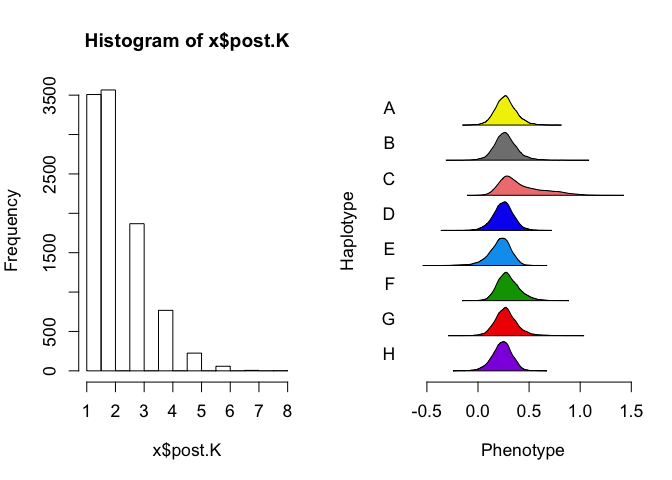 Histogram of x$post.K
Frequency
0
500
1500
2500
3500
1 2 3 4 5 6 7 8
x$post.K
Haplotype
A
B
C
D
E
F
G
H
-0.5 0.0 0.5 1.0 1.5
Phenotype